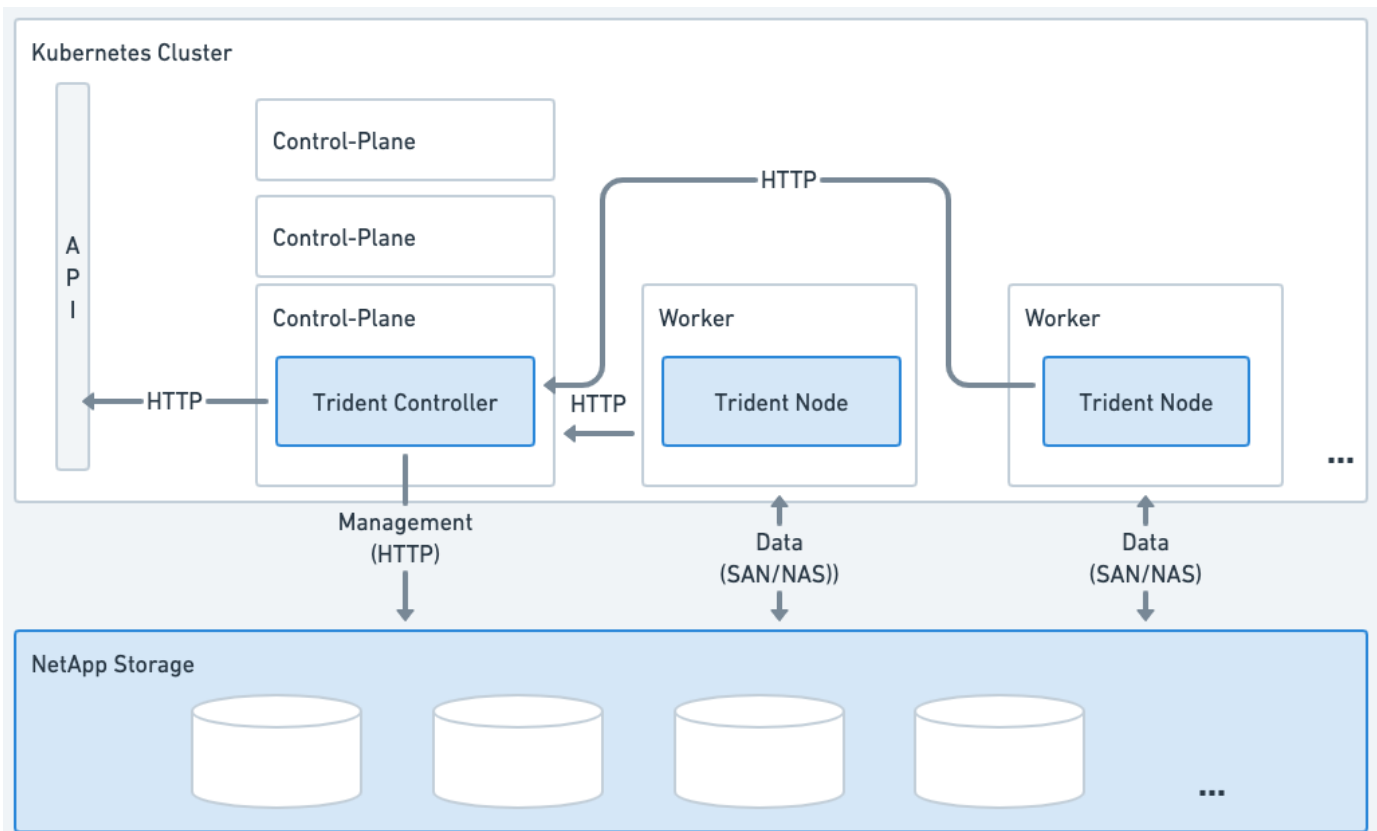 Kubernetes Cluster
A
P
I
Control-Plane
Control-Plane
Control-Plane
Trident Controller
HTTP
HTTP
HTTP
Worker
Trident Node
Worker
Trident Node
...
Management
(HTTP)
Data
(SAN/NAS))
Data
(SAN/NAS)
NetApp Storage
...